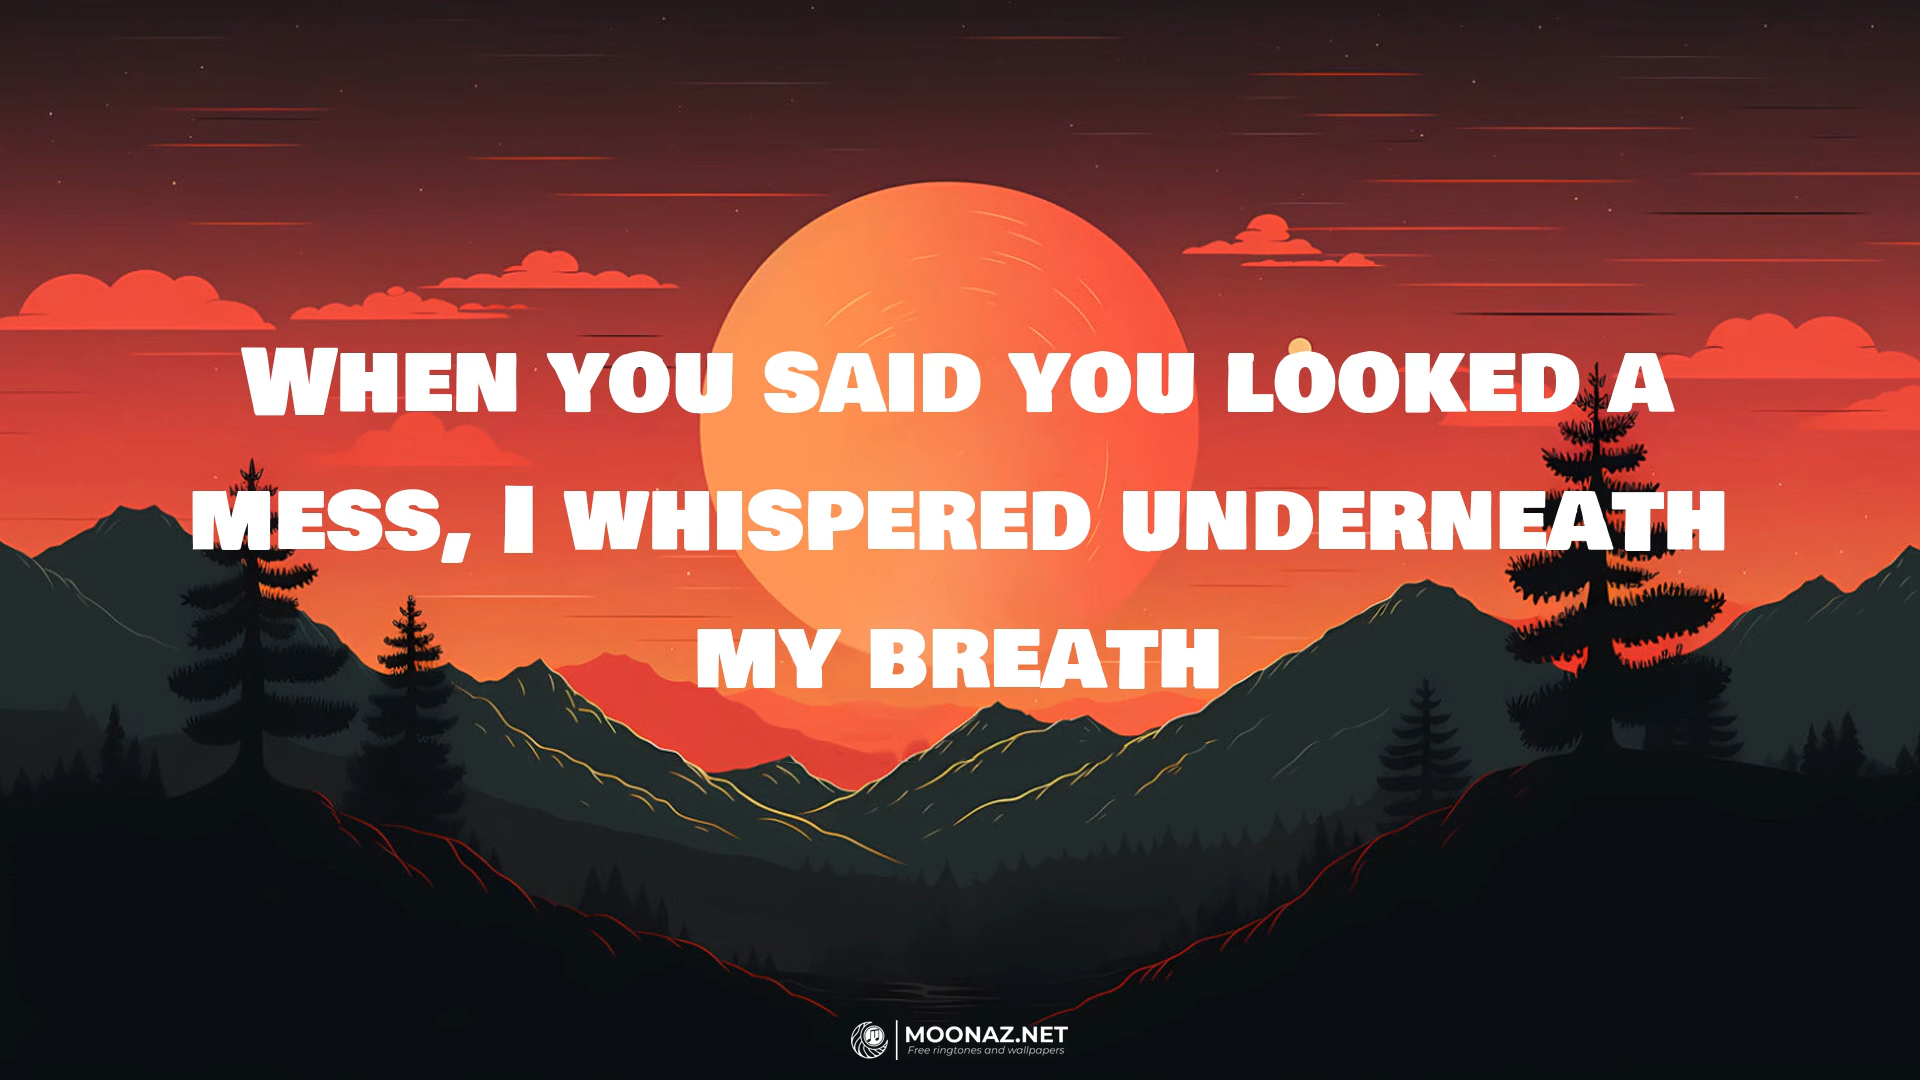 When you said you looked a
mess, I whispered underneath
my breath
MOONAZ.NET
Free ringtones and wallpapers